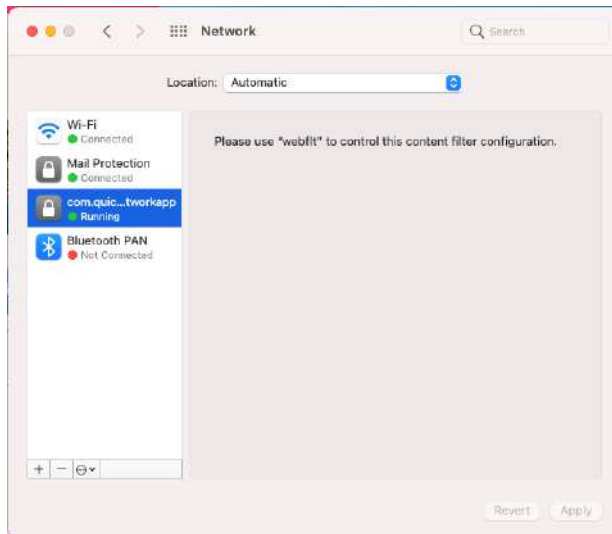 Network
Search
Location: Automatic
Wi-Fi
Connected
Mail Protection
Connected
com.quic...tworkapp
Running
Bluetooth PAN
Not Connected
Please use "webflt" to control this content filter configuration.
Revert Apply